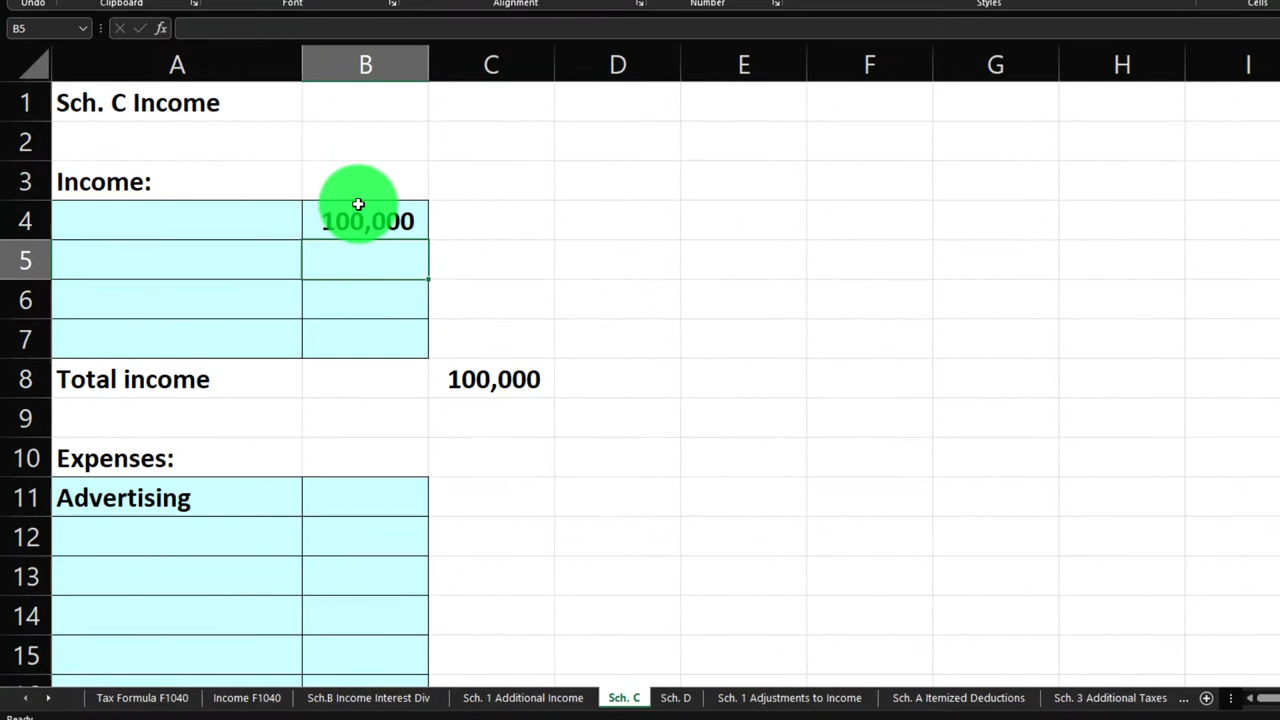 Undo Clipboard Font Alignment Number Styles Cells
B5 fx
A B C D E F G H I
1 Sch. C Income
2
3 Income:
4 100,000
5
6
7
8 Total income 100,000
9
10 Expenses:
11 Advertising
12
13
14
15
Tax Formula F1040 Income F1040 Sch.B Income Interest Div Sch. 1 Additional Income Sch. C Sch. D Sch. 1 Adjustments to Income Sch. A Itemized Deductions Sch. 3 Additional Taxes ...
Ready